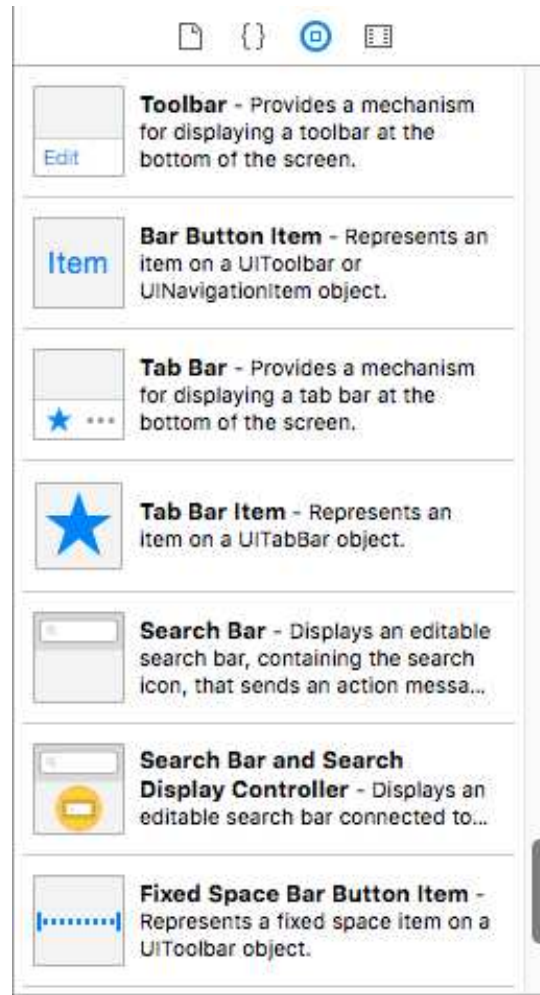 Toolbar - Provides a mechanism
for displaying a toolbar at the
bottom of the screen.
Edit
Bar Button Item - Represents an
item on a UIToolbar or
UINavigationItem object.
Item
Tab Bar - Provides a mechanism
for displaying a tab bar at the
bottom of the screen.
Tab Bar Item - Represents an
item on a UITabBar object.
Search Bar - Displays an editable
search bar, containing the search
icon, that sends an action messa...
Search Bar and Search
Display Controller - Displays an
editable search bar connected to...
Fixed Space Bar Button Item -
Represents a fixed space item on a
UIToolbar object.